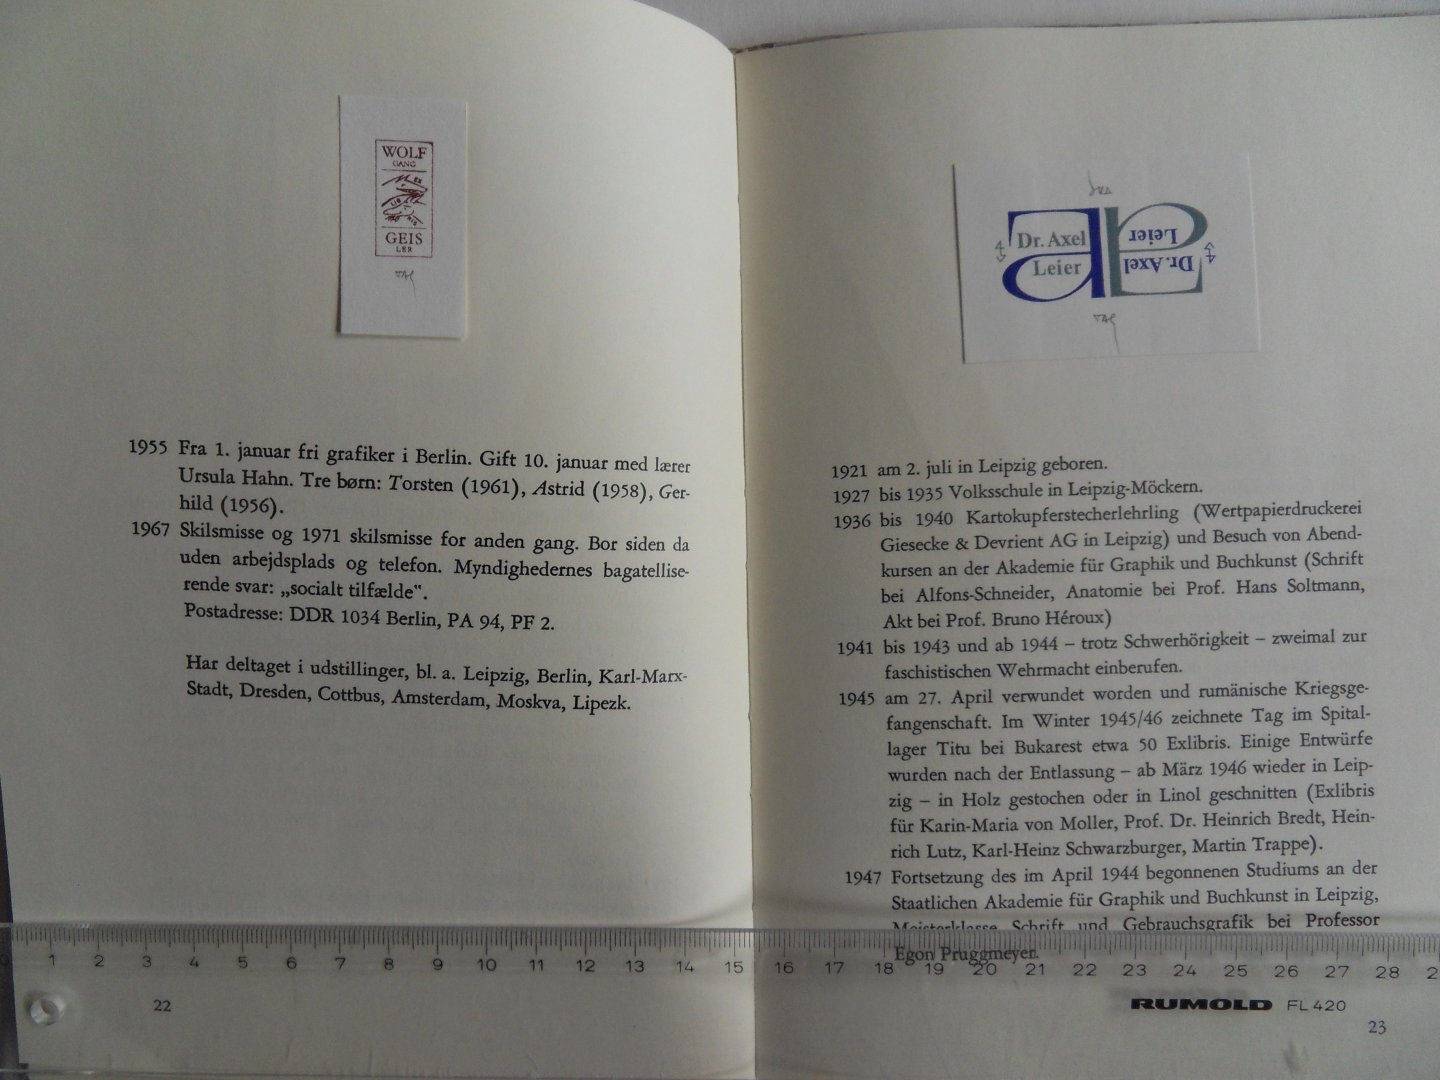 WOLF
GANG
EX
LIB
RIS
GEIS
LER
1955 Fra 1. januar fri grafiker i Berlin. Gift 10. januar med lærer
Ursula Hahn. Tre børn: Torsten (1961), Astrid (1958), Ger-
hild (1956).
1967 Skilsmisse og 1971 skilsmisse for anden gang. Bor siden da
uden arbejdsplads og telefon. Myndighedernes bagatellise-
rende svar: „socialt tilfælde“.
Postadresse: DDR 1034 Berlin, PA 94, PF 2.
Har deltaget i udstillinger, bl. a. Leipzig, Berlin, Karl-Marx-
Stadt, Dresden, Cottbus, Amsterdam, Moskva, Lipezk.
22
Dr. Axel
Leier
Dr. Axel
Leier
1921 am 2. juli in Leipzig geboren.
1927 bis 1935 Volksschule in Leipzig-Möckern.
1936 bis 1940 Kartokupferstecherlehrling (Wertpapierdruckerei
Giesecke & Devrient AG in Leipzig) und Besuch von Abend-
kursen an der Akademie für Graphik und Buchkunst (Schrift
bei Alfons-Schneider, Anatomie bei Prof. Hans Soltmann,
Akt bei Prof. Bruno Héroux)
1941 bis 1943 und ab 1944 – trotz Schwerhörigkeit – zweimal zur
faschistischen Wehrmacht einberufen.
1945 am 27. April verwundet worden und rumänische Kriegsge-
fangenschaft. Im Winter 1945/46 zeichnete Tag im Spital-
lager Titu bei Bukarest etwa 50 Exlibris. Einige Entwürfe
wurden nach der Entlassung – ab März 1946 wieder in Leip-
zig – in Holz gestochen oder in Linol geschnitten (Exlibris
für Karin-Maria von Moller, Prof. Dr. Heinrich Bredt, Hein-
rich Lutz, Karl-Heinz Schwarzburger, Martin Trappe).
1947 Fortsetzung des im April 1944 begonnenen Studiums an der
Staatlichen Akademie für Graphik und Buchkunst in Leipzig,
Meisterklasse Schrift und Gebrauchsgrafik bei Professor
Egon Pruggmeyer.
0 1 2 3 4 5 6 7 8 9 10 11 12 13 14 15 16 17 18 19 20 21 22 23 24 25 26 27 28 2
RUMOLD FL 420
23